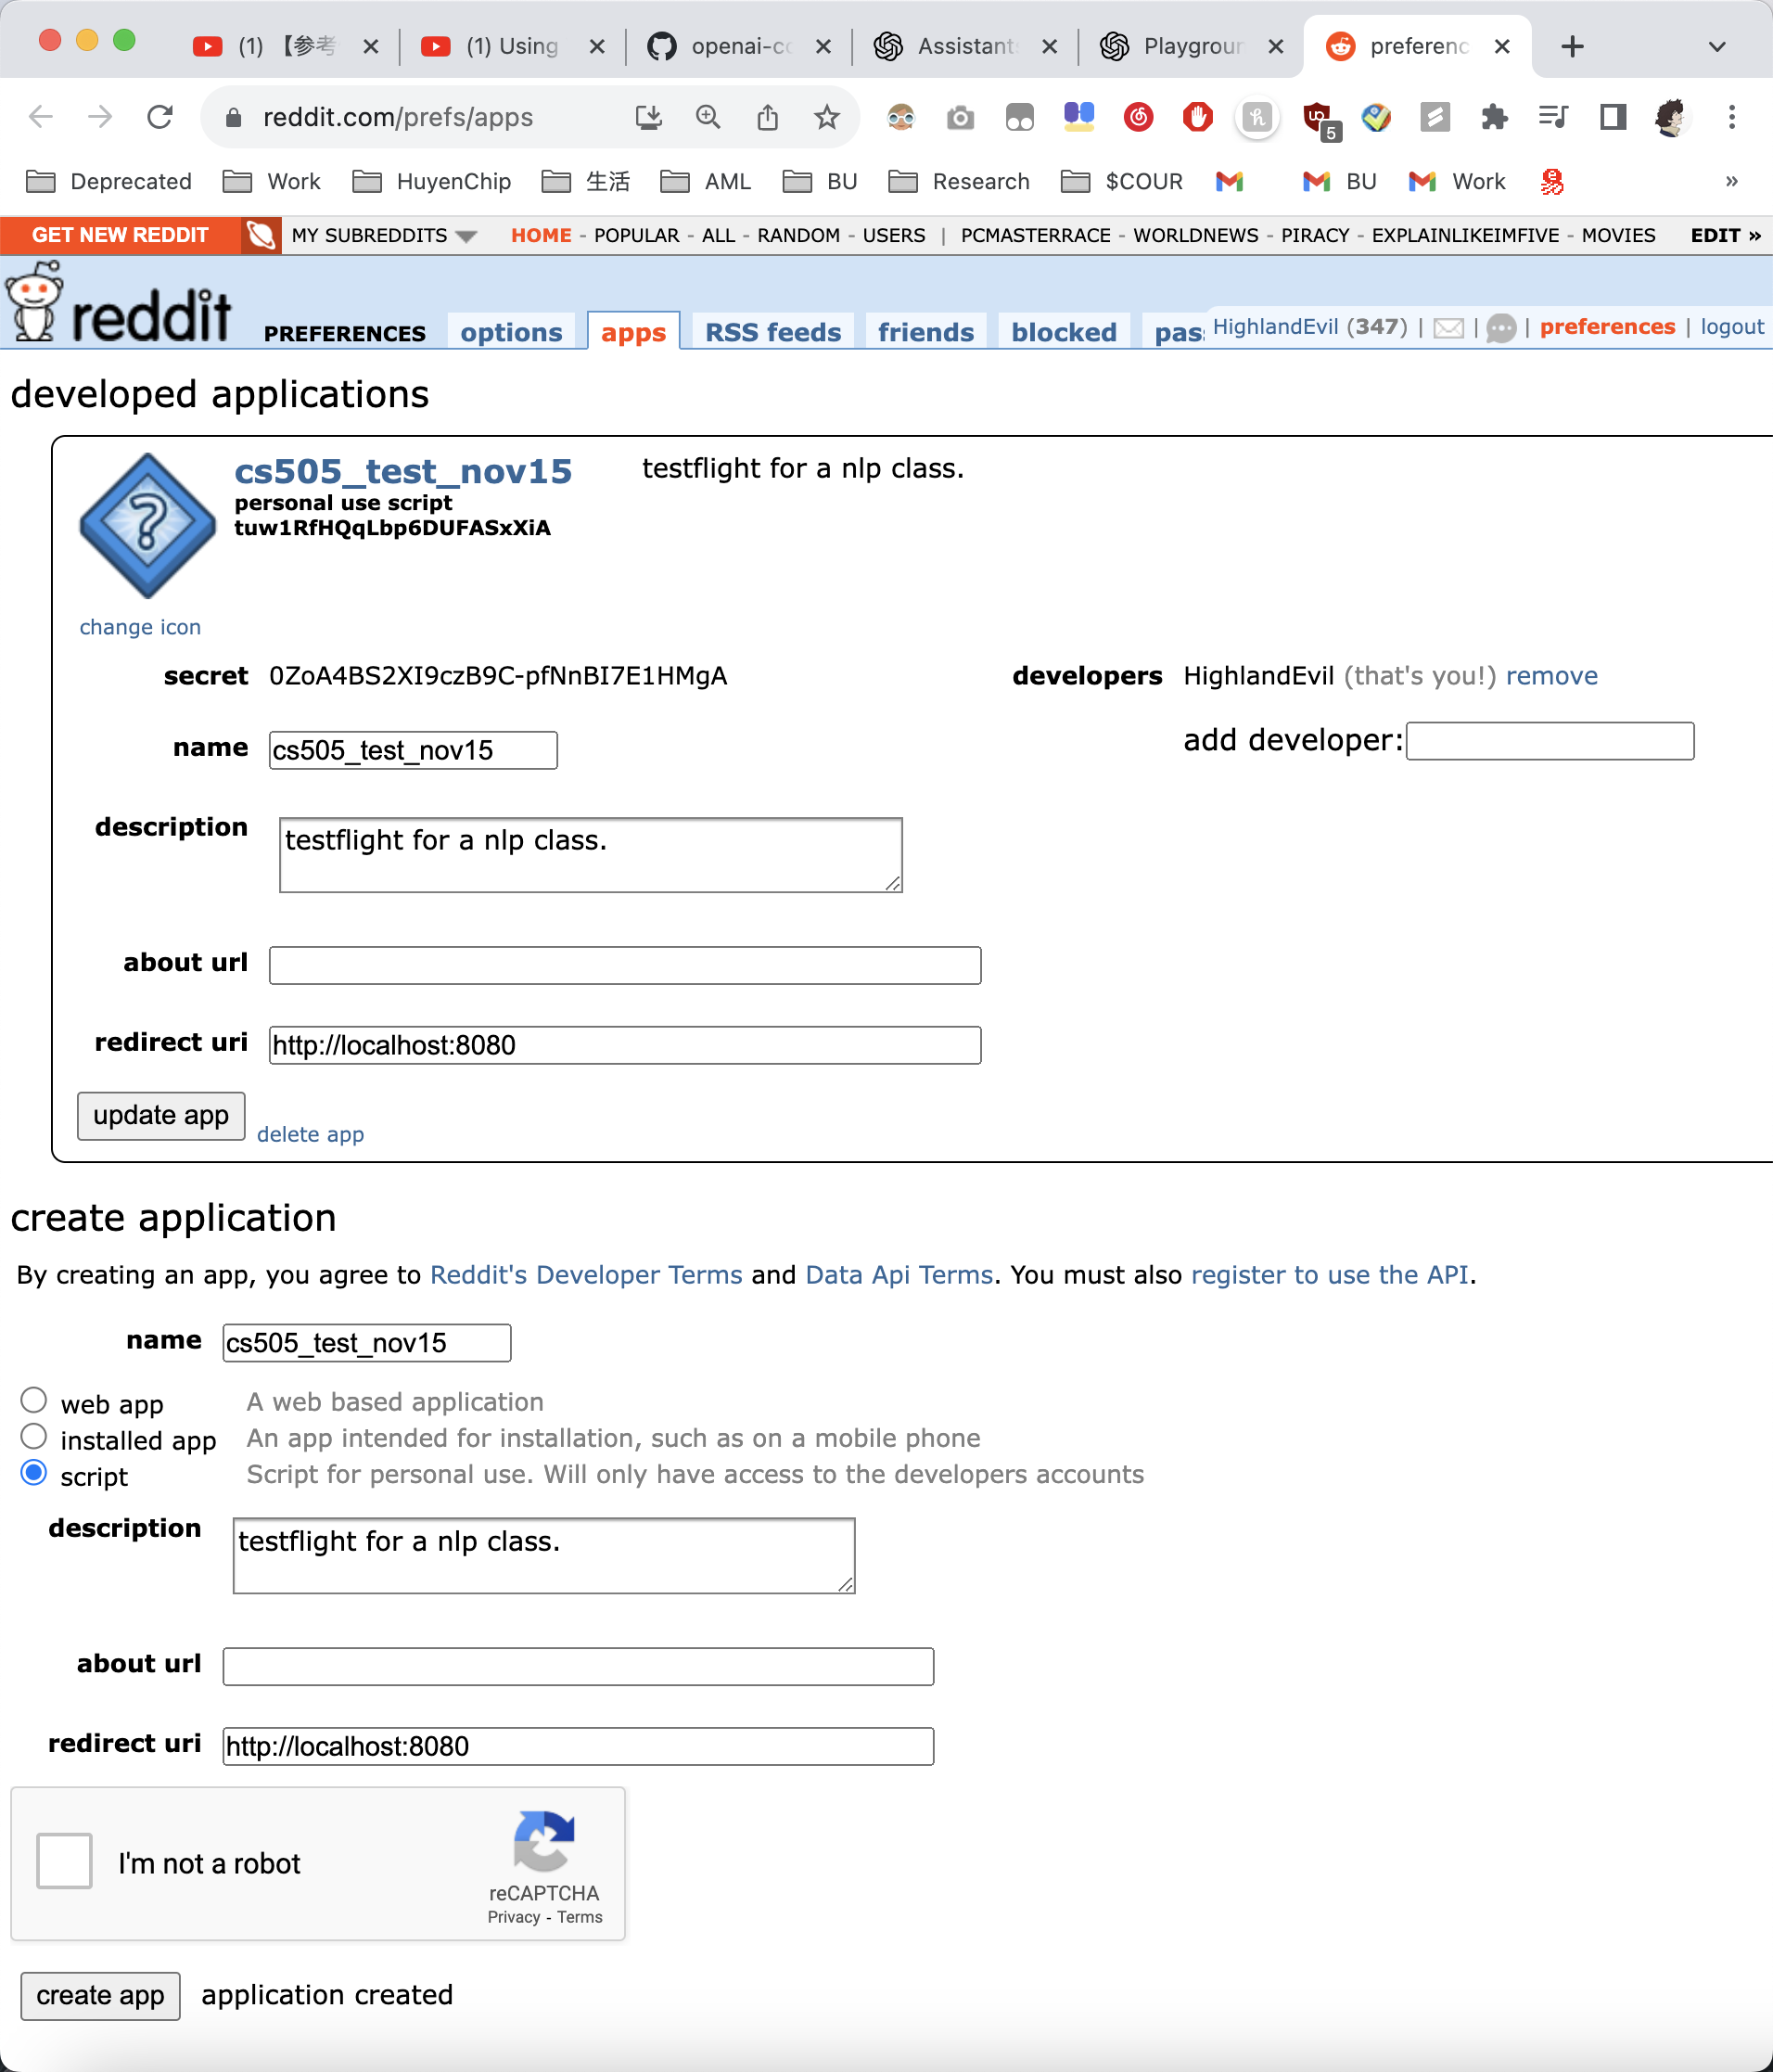 (1) 【参考
(1) Using
openai-co
Assistant
Playgroun
preferenc
reddit.com/prefs/apps
5
Deprecated Work HuyenChip 生活 AML BU Research $COUR BU Work »
GET NEW REDDIT MY SUBREDDITS HOME - POPULAR - ALL - RANDOM - USERS | PCMASTERRACE - WORLDNEWS - PIRACY - EXPLAINLIKEIMFIVE - MOVIES EDIT »
reddit PREFERENCES options apps RSS feeds friends blocked pas HighlandEvil (347) | | | preferences | logout
developed applications
cs505_test_nov15 testflight for a nlp class.
personal use script
tuw1RfHQqLbp6DUFASxXiA
change icon
secret 0ZoA4BS2XI9czB9C-pfNnBI7E1HMgA developers HighlandEvil (that's you!) remove
name cs505_test_nov15 add developer:
description testflight for a nlp class.
about url
redirect uri http://localhost:8080
update app delete app
create application
By creating an app, you agree to Reddit's Developer Terms and Data Api Terms. You must also register to use the API.
name cs505_test_nov15
web app A web based application
installed app An app intended for installation, such as on a mobile phone
script Script for personal use. Will only have access to the developers accounts
description testflight for a nlp class.
about url
redirect uri http://localhost:8080
I'm not a robot
reCAPTCHA
Privacy - Terms
create app application created